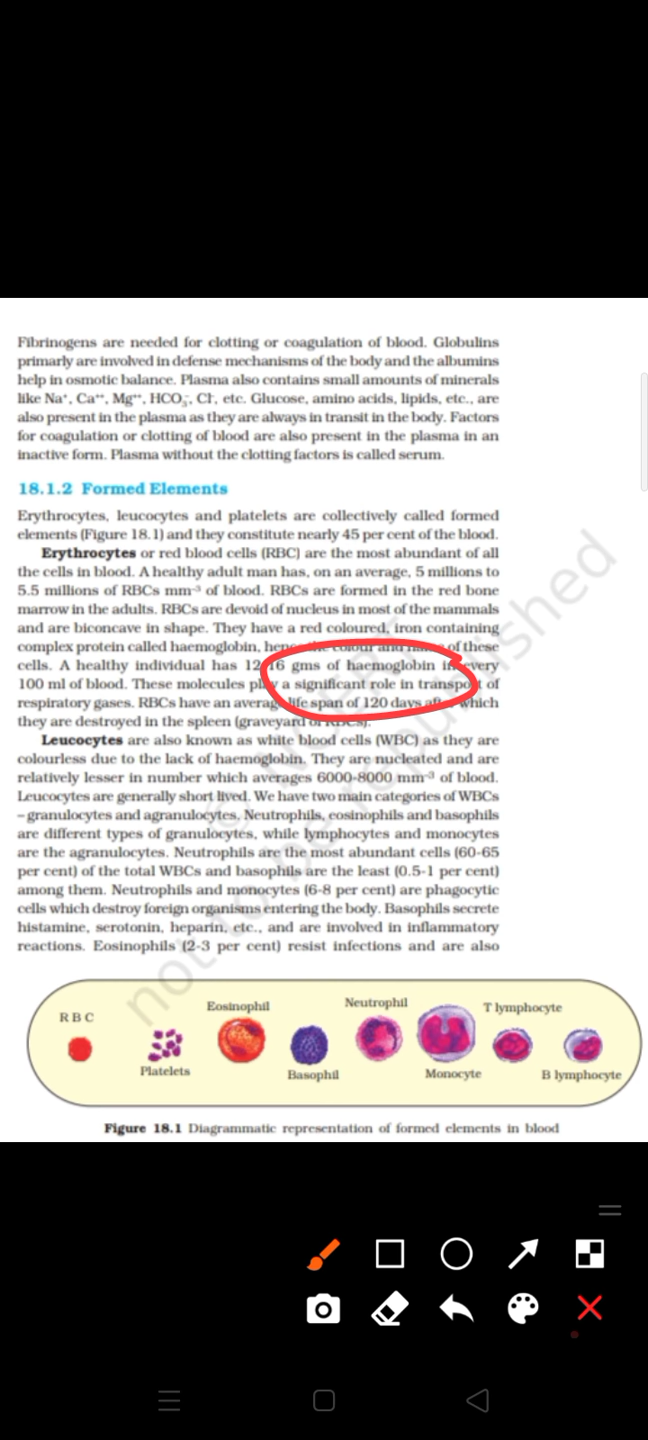 Fibrinogens are needed for clotting or coagulation of blood. Globulins
primarly are involved in defense mechanisms of the body and the albumins
help in osmotic balance. Plasma also contains small amounts of minerals
like Na⁺, Ca⁺⁺, Mg⁺⁺, HCO₃⁻, Cl⁻, etc. Glucose, amino acids, lipids, etc., are
also present in the plasma as they are always in transit in the body. Factors
for coagulation or clotting of blood are also present in the plasma in an
inactive form. Plasma without the clotting factors is called serum.
18.1.2 Formed Elements
Erythrocytes, leucocytes and platelets are collectively called formed
elements (Figure 18.1) and they constitute nearly 45 per cent of the blood.
Erythrocytes or red blood cells (RBC) are the most abundant of all
the cells in blood. A healthy adult man has, on an average, 5 millions to
5.5 millions of RBCs mm⁻³ of blood. RBCs are formed in the red bone
marrow in the adults. RBCs are devoid of nucleus in most of the mammals
and are biconcave in shape. They have a red coloured, iron containing
complex protein called haemoglobin, hence the colour and name of these
cells. A healthy individual has 12-16 gms of haemoglobin in every
100 ml of blood. These molecules play a significant role in transport of
respiratory gases. RBCs have an average life span of 120 days after which
they are destroyed in the spleen (graveyard of RBCs).
Leucocytes are also known as white blood cells (WBC) as they are
colourless due to the lack of haemoglobin. They are nucleated and are
relatively lesser in number which averages 6000-8000 mm⁻³ of blood.
Leucocytes are generally short lived. We have two main categories of WBCs
– granulocytes and agranulocytes. Neutrophils, eosinophils and basophils
are different types of granulocytes, while lymphocytes and monocytes
are the agranulocytes. Neutrophils are the most abundant cells (60-65
per cent) of the total WBCs and basophils are the least (0.5-1 per cent)
among them. Neutrophils and monocytes (6-8 per cent) are phagocytic
cells which destroy foreign organisms entering the body. Basophils secrete
histamine, serotonin, heparin, etc., and are involved in inflammatory
reactions. Eosinophils (2-3 per cent) resist infections and are also
R B C
Platelets
Eosinophil
Basophil
Neutrophil
Monocyte
T lymphocyte
B lymphocyte
Figure 18.1 Diagrammatic representation of formed elements in blood
not to be republished